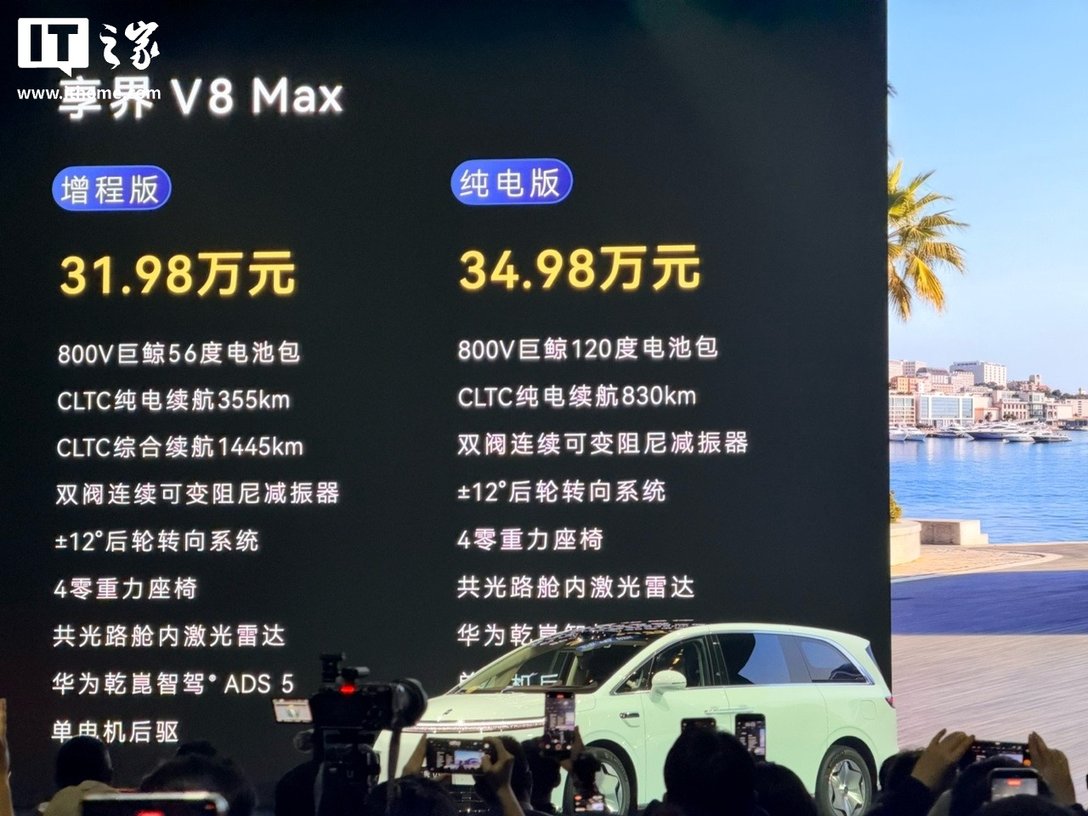 IT之家
www.ithome.com
享界 V8 Max
增程版
31.98万元
800V巨鲸56度电池包
CLTC纯电续航355km
CLTC综合续航1445km
双阀连续可变阻尼减振器
±12°后轮转向系统
4零重力座椅
共光路舱内激光雷达
华为乾崑智驾® ADS 5
单电机后驱
纯电版
34.98万元
800V巨鲸120度电池包
CLTC纯电续航830km
双阀连续可变阻尼减振器
±12°后轮转向系统
4零重力座椅
共光路舱内激光雷达
华为乾崑智